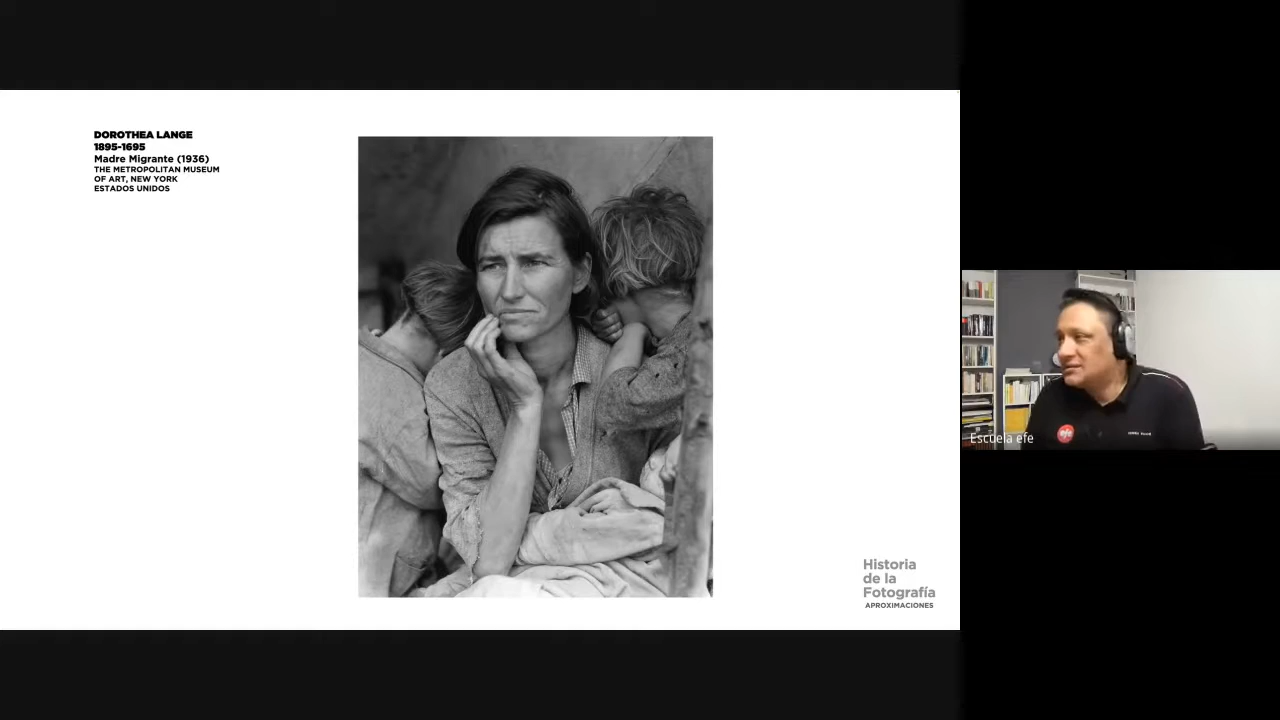 DOROTHEA LANGE
1895-1695
Madre Migrante (1936)
THE METROPOLITAN MUSEUM
OF ART, NEW YORK
ESTADOS UNIDOS
Historia
de la
Fotografía
APROXIMACIONES
Escuela efe
efe